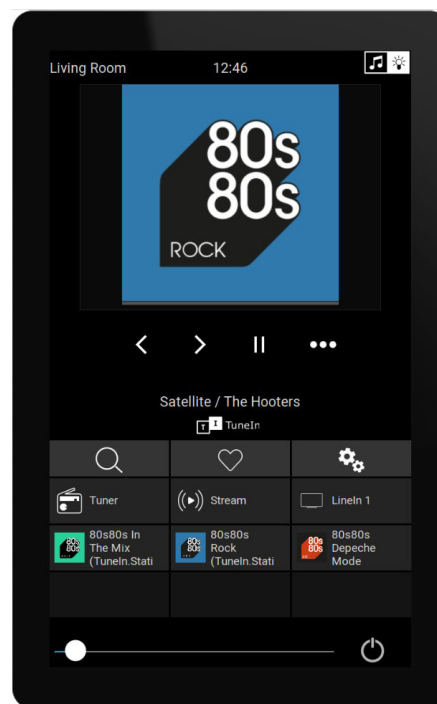 Living Room
12:46
80s
80s
ROCK
Satellite / The Hooters
T I TuneIn
Tuner
Stream
LineIn 1
80s80s In
The Mix
(TuneIn.Stati
80s80s
Rock
(TuneIn.Stati
80s80s
Depeche
Mode